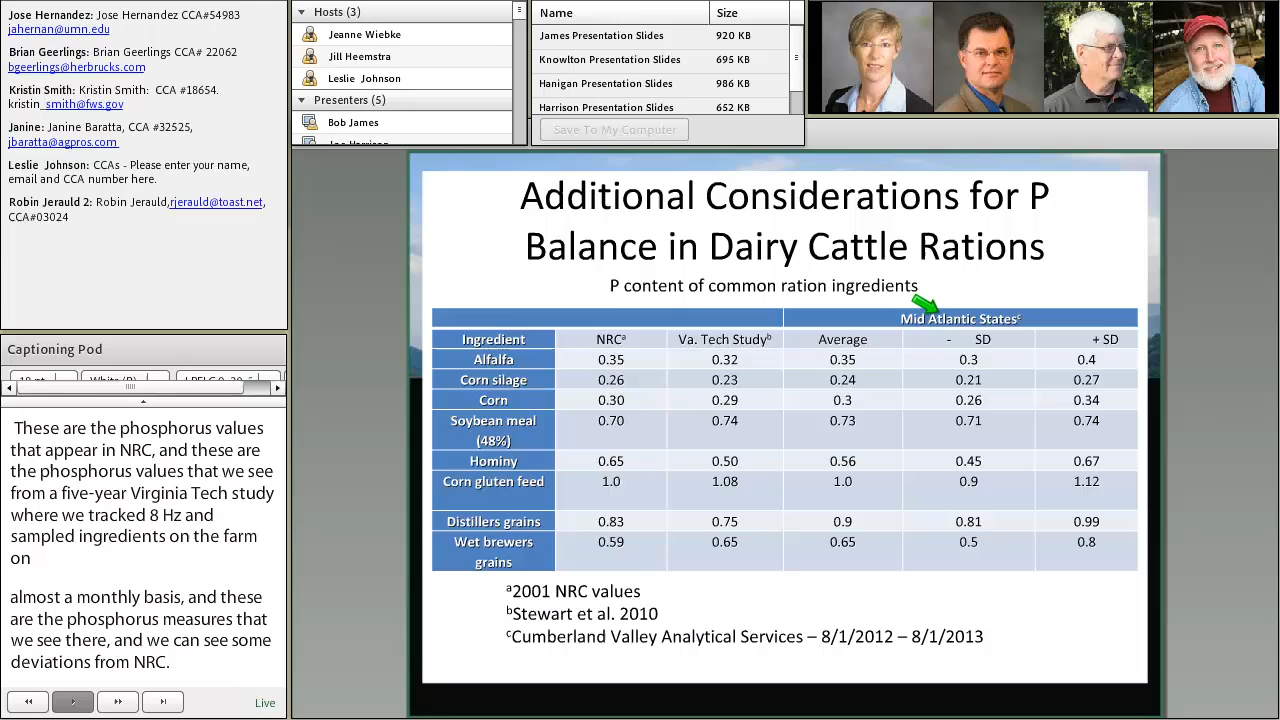 Jose Hernandez: Jose Hernandez CCA#54983
jahernan@umn.edu
Brian Geerlings: Brian Geerlings CCA# 22062
bgeerlings@herbrucks.com
Kristin Smith: Kristin Smith: CCA #18654.
kristin_smith@fws.gov
Janine: Janine Baratta, CCA #32525,
jbaratta@agpros.com
Leslie Johnson: CCAs - Please enter your name,
email and CCA number here.
Robin Jerauld 2: Robin Jerauld,rjerauld@toast.net,
CCA#03024
Hosts (3)
Jeanne Wiebke
Jill Heemstra
Leslie Johnson
Presenters (5)
Bob James
Name Size
James Presentation Slides 920 KB
Knowlton Presentation Slides 695 KB
Hanigan Presentation Slides 986 KB
Harrison Presentation Slides 652 KB
Save To My Computer
Captioning Pod
These are the phosphorus values
that appear in NRC, and these are
the phosphorus values that we see
from a five-year Virginia Tech study
where we tracked 8 Hz and
sampled ingredients on the farm
on
almost a monthly basis, and these
are the phosphorus measures that
we see there, and we can see some
deviations from NRC.
Live
Additional Considerations for P
Balance in Dairy Cattle Rations
P content of common ration ingredients
Mid Atlantic Statesᶜ
Ingredient NRCᵃ Va. Tech Studyᵇ Average - SD + SD
Alfalfa 0.35 0.32 0.35 0.3 0.4
Corn silage 0.26 0.23 0.24 0.21 0.27
Corn 0.30 0.29 0.3 0.26 0.34
Soybean meal 0.70 0.74 0.73 0.71 0.74
(48%)
Hominy 0.65 0.50 0.56 0.45 0.67
Corn gluten feed 1.0 1.08 1.0 0.9 1.12
Distillers grains 0.83 0.75 0.9 0.81 0.99
Wet brewers 0.59 0.65 0.65 0.5 0.8
grains
ᵃ2001 NRC values
ᵇStewart et al. 2010
ᶜCumberland Valley Analytical Services – 8/1/2012 – 8/1/2013